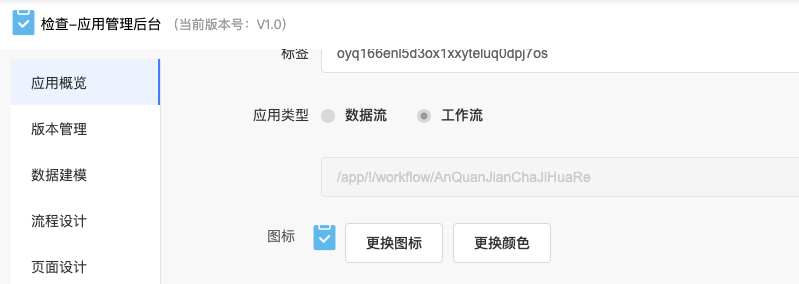 检查-应用管理后台 (当前版本号：V1.0)
标签 oyq166enl5d3ox1xxyteluq0dpj7os
应用概览
应用类型 数据流 工作流
版本管理
数据建模
/app/!/workflow/AnQuanJianChaJiHuaRe
流程设计
图标 更换图标 更换颜色
页面设计